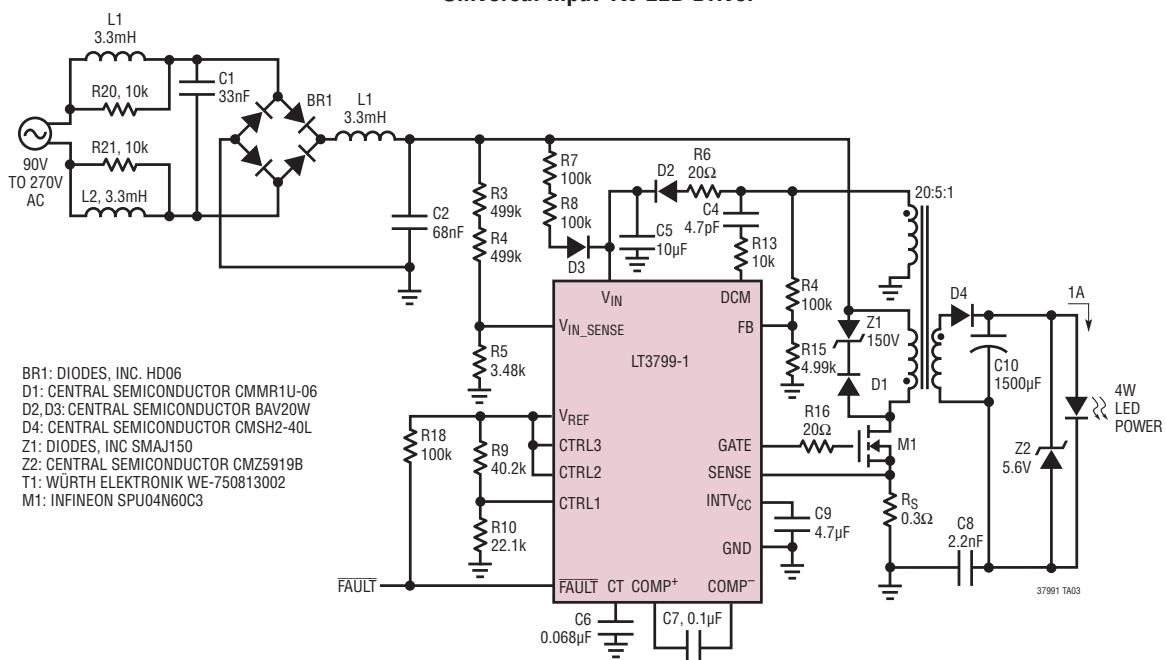 L1
3.3mH
R20, 10k
C1
33nF
BR1
R21, 10k
90V
TO 270V
AC
L2, 3.3mH
L1
3.3mH
C2
68nF
R3
499k
R4
499k
R7
100k
R8
100k
D3
D2
R6
20Ω
C5
10µF
C4
4.7pF
R13
10k
20:5:1
R4
100k
R15
4.99k
Z1
150V
D1
D4
1A
C10
1500µF
4W
LED
POWER
Z2
5.6V
VIN
DCM
VIN_SENSE
FB
LT3799-1
R5
3.48k
VREF
CTRL3
CTRL2
CTRL1
GATE
SENSE
INTVCC
GND
R16
20Ω
M1
RS
0.3Ω
C8
2.2nF
C9
4.7µF
R18
100k
R9
40.2k
R10
22.1k
FAULT
FAULT CT COMP+ COMP–
C6
0.068µF
C7, 0.1µF
BR1: DIODES, INC. HD06
D1: CENTRAL SEMICONDUCTOR CMMR1U-06
D2,D3: CENTRAL SEMICONDUCTOR BAV20W
D4: CENTRAL SEMICONDUCTOR CMSH2-40L
Z1: DIODES, INC SMAJ150
Z2: CENTRAL SEMICONDUCTOR CMZ5919B
T1: WÜRTH ELEKTRONIK WE-750813002
M1: INFINEON SPU04N60C3
37991 TA03